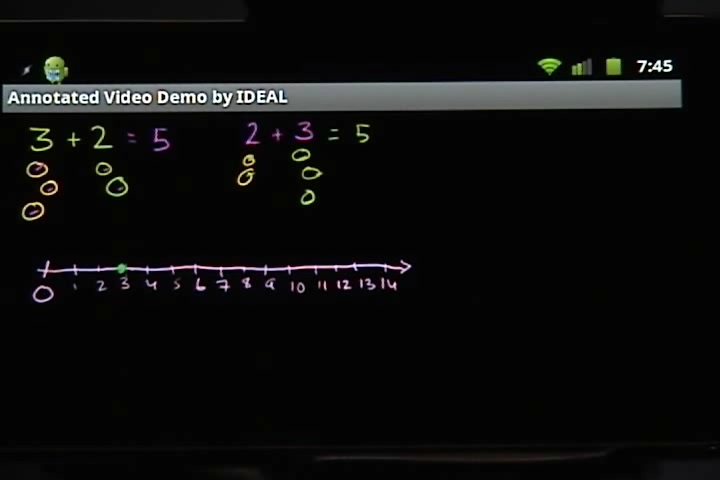 7:45
Annotated Video Demo by IDEAL
3 + 2 = 5
2 + 3 = 5
0 1 2 3 4 5 6 7 8 9 10 11 12 13 14